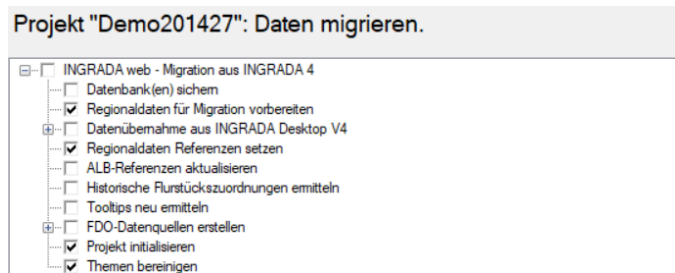 Projekt "Demo201427": Daten migrieren.
INGRADA web - Migration aus INGRADA 4
Datenbank(en) sichern
Regionaldaten für Migration vorbereiten
Datenübernahme aus INGRADA Desktop V4
Regionaldaten Referenzen setzen
ALB-Referenzen aktualisieren
Historische Flurstückszuordnungen ermitteln
Tooltips neu ermitteln
FDO-Datenquellen erstellen
Projekt initialisieren
Themen bereinigen